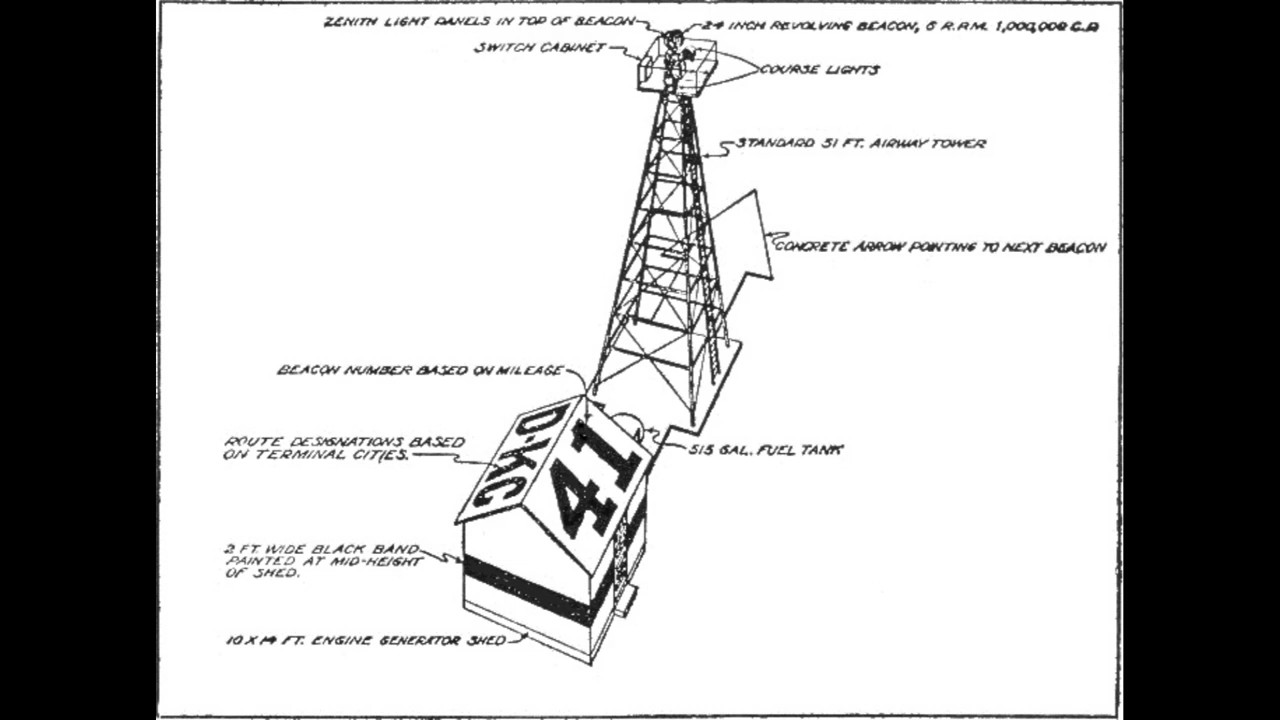 ZENITH LIGHT PANELS IN TOP OF BEACON
24 INCH REVOLVING BEACON, 6 R.P.M. 1,000,000 C.P.
SWITCH CABINET
COURSE LIGHTS
STANDARD 51 FT. AIRWAY TOWER
CONCRETE ARROW POINTING TO NEXT BEACON
BEACON NUMBER BASED ON MILEAGE
ROUTE DESIGNATIONS BASED
ON TERMINAL CITIES.
D-KC
41
515 GAL. FUEL TANK
2 FT. WIDE BLACK BAND
PAINTED AT MID-HEIGHT
OF SHED.
10 X 14 FT. ENGINE GENERATOR SHED